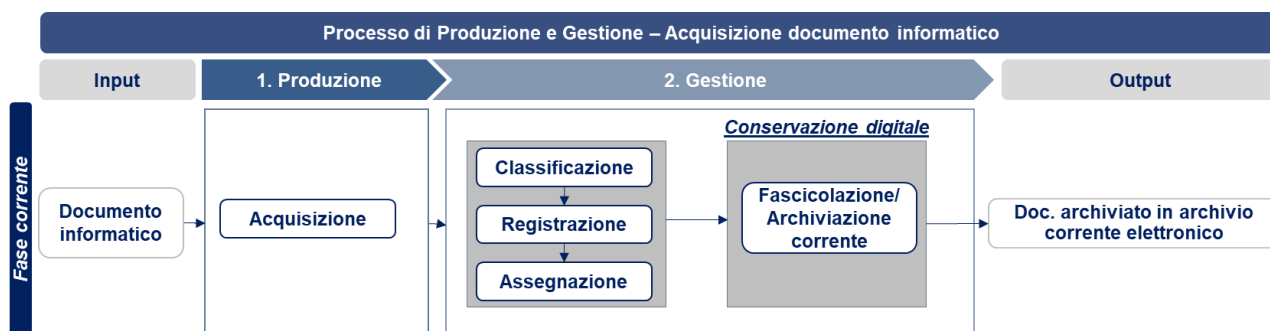 Processo di Produzione e Gestione – Acquisizione documento informatico
Input
1. Produzione
2. Gestione
Output
Fase corrente
Documento
informatico
Acquisizione
Classificazione
Registrazione
Assegnazione
Conservazione digitale
Fascicolazione/
Archiviazione
corrente
Doc. archiviato in archivio
corrente elettronico